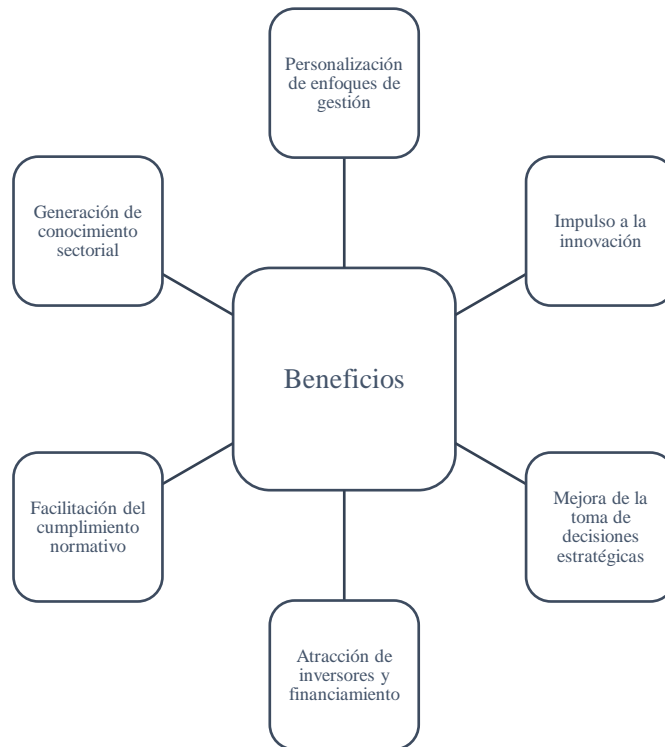 Personalización
de enfoques de
gestión
Generación de
conocimiento
sectorial
Impulso a la
innovación
Beneficios
Facilitación del
cumplimiento
normativo
Mejora de la
toma de
decisiones
estratégicas
Atracción de
inversores y
financiamiento